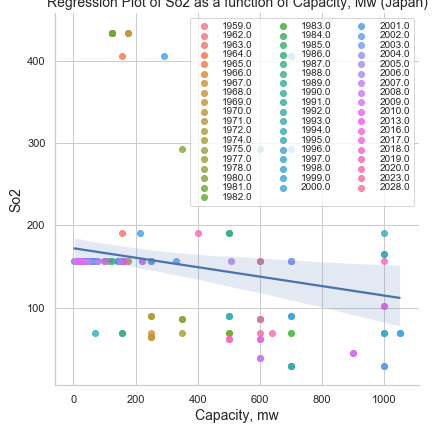 Regression Plot of So2 as a function of Capacity, Mw (Japan)
1959.0 1983.0 2001.0
1962.0 1984.0 2002.0
1963.0 1985.0 2003.0
1964.0 1986.0 2004.0
1965.0 1987.0 2005.0
1966.0 1988.0 2006.0
1967.0 1989.0 2007.0
1968.0 1990.0 2008.0
1969.0 1991.0 2009.0
1970.0 1992.0 2010.0
1971.0 1993.0 2013.0
1972.0 1994.0 2016.0
1974.0 1995.0 2017.0
1975.0 1996.0 2018.0
1977.0 1997.0 2019.0
1978.0 1998.0 2020.0
1980.0 1999.0 2023.0
1981.0 2000.0 2028.0
1982.0
400
300
200
100
So2
0 200 400 600 800 1000
Capacity, mw